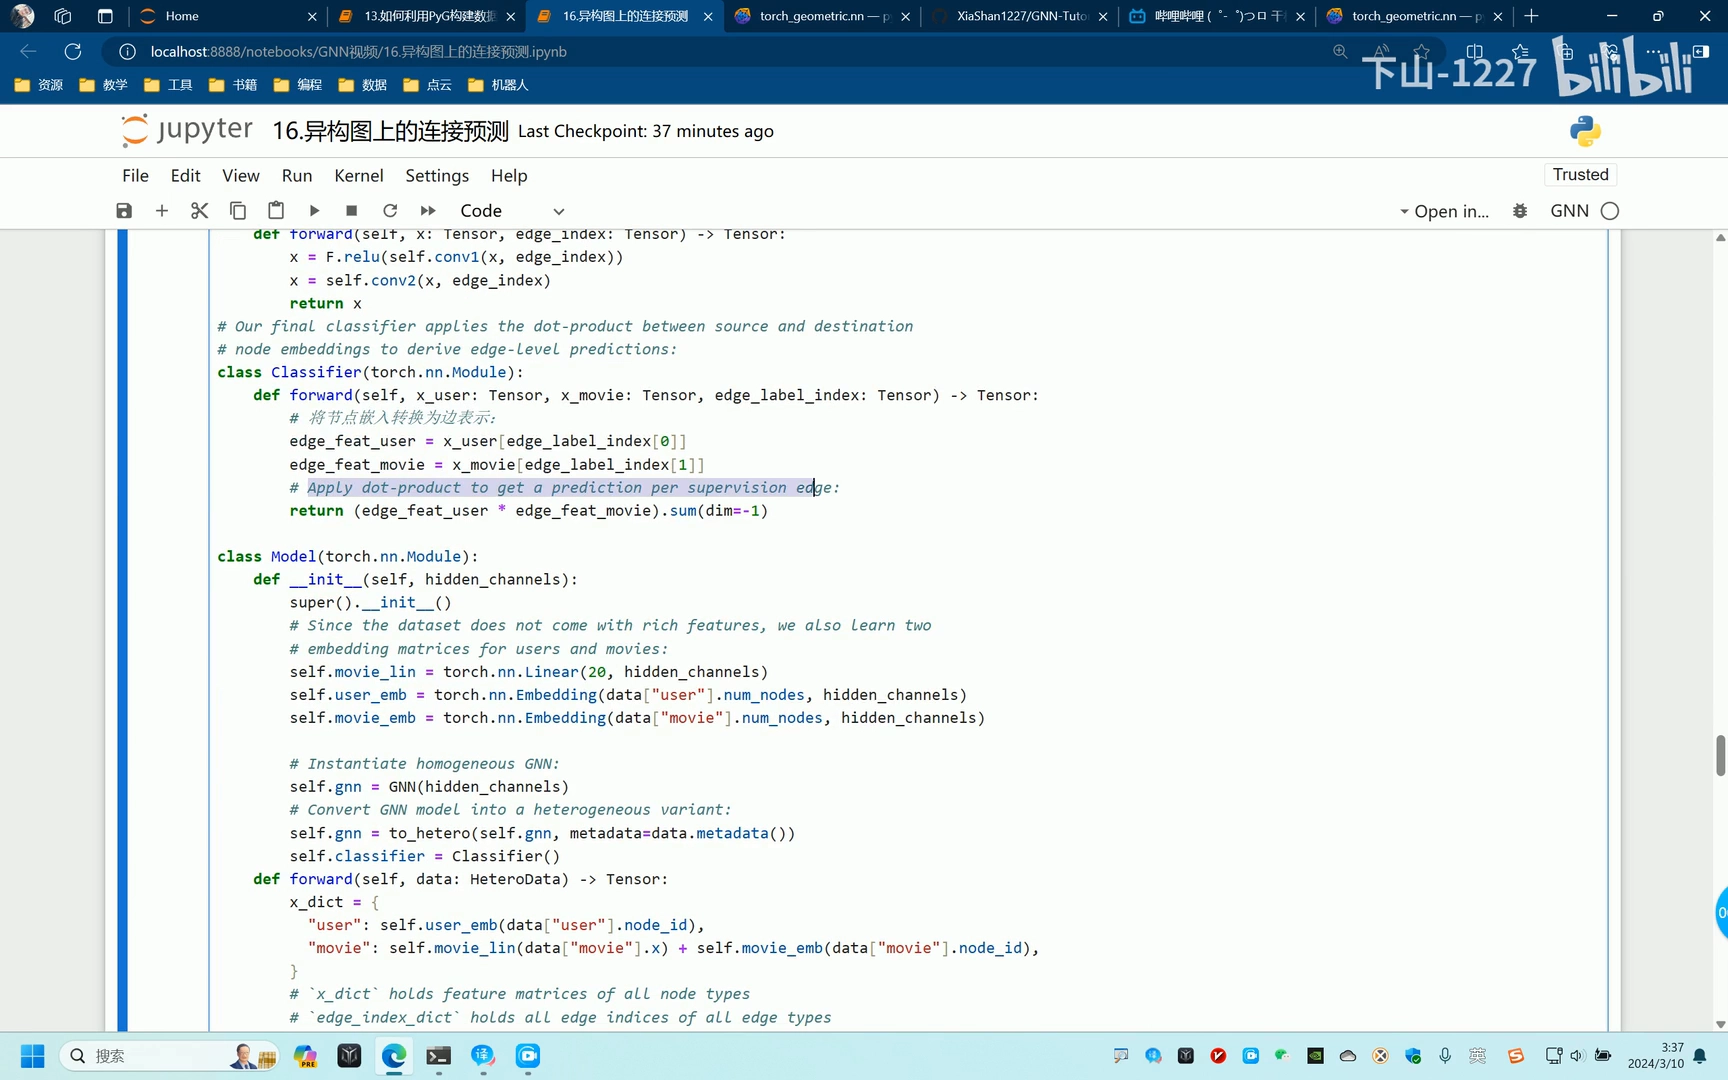 Home
13.如何利用PyG构建数据
16.异构图上的连接预测
torch_geometric.nn — p
XiaShan1227/GNN-Tuto
哔哩哔哩 (゜-゜)つロ 干
torch_geometric.nn — p
localhost:8888/notebooks/GNN视频/16.异构图上的连接预测.ipynb
资源
教学
工具
书籍
编程
数据
点云
机器人
下山-1227 bilibili
jupyter 16.异构图上的连接预测 Last Checkpoint: 37 minutes ago
File Edit View Run Kernel Settings Help
Trusted
Code
Open in...
GNN
def forward(self, x: Tensor, edge_index: Tensor) -> Tensor:
x = F.relu(self.conv1(x, edge_index))
x = self.conv2(x, edge_index)
return x
# Our final classifier applies the dot-product between source and destination
# node embeddings to derive edge-level predictions:
class Classifier(torch.nn.Module):
def forward(self, x_user: Tensor, x_movie: Tensor, edge_label_index: Tensor) -> Tensor:
# 将节点嵌入转换为边表示:
edge_feat_user = x_user[edge_label_index[0]]
edge_feat_movie = x_movie[edge_label_index[1]]
# Apply dot-product to get a prediction per supervision edge:
return (edge_feat_user * edge_feat_movie).sum(dim=-1)
class Model(torch.nn.Module):
def __init__(self, hidden_channels):
super().__init__()
# Since the dataset does not come with rich features, we also learn two
# embedding matrices for users and movies:
self.movie_lin = torch.nn.Linear(20, hidden_channels)
self.user_emb = torch.nn.Embedding(data["user"].num_nodes, hidden_channels)
self.movie_emb = torch.nn.Embedding(data["movie"].num_nodes, hidden_channels)
# Instantiate homogeneous GNN:
self.gnn = GNN(hidden_channels)
# Convert GNN model into a heterogeneous variant:
self.gnn = to_hetero(self.gnn, metadata=data.metadata())
self.classifier = Classifier()
def forward(self, data: HeteroData) -> Tensor:
x_dict = {
"user": self.user_emb(data["user"].node_id),
"movie": self.movie_lin(data["movie"].x) + self.movie_emb(data["movie"].node_id),
}
# `x_dict` holds feature matrices of all node types
# `edge_index_dict` holds all edge indices of all edge types
搜索
英
3:37
2024/3/10